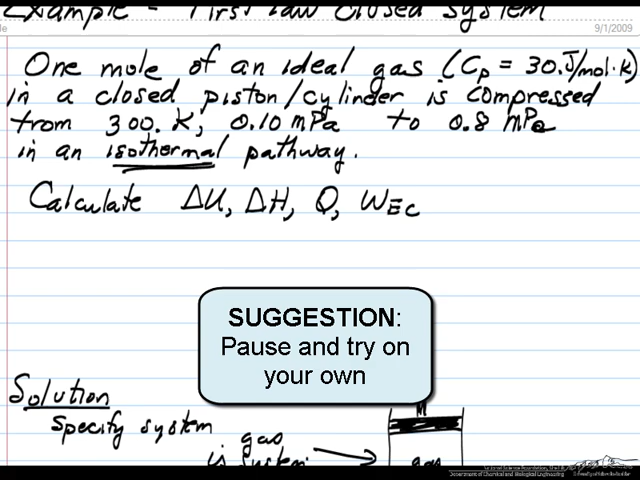 Example - First Law Closed System
9/1/2009
One mole of an ideal gas (Cp = 30. J/mol·K)
in a closed piston/cylinder is compressed
from 300. K, 0.10 MPa to 0.8 MPa
in an isothermal pathway.
Calculate ΔU, ΔH, Q, WEC
SUGGESTION:
Pause and try on
your own
Solution
Specify system
gas
is system
M
gas